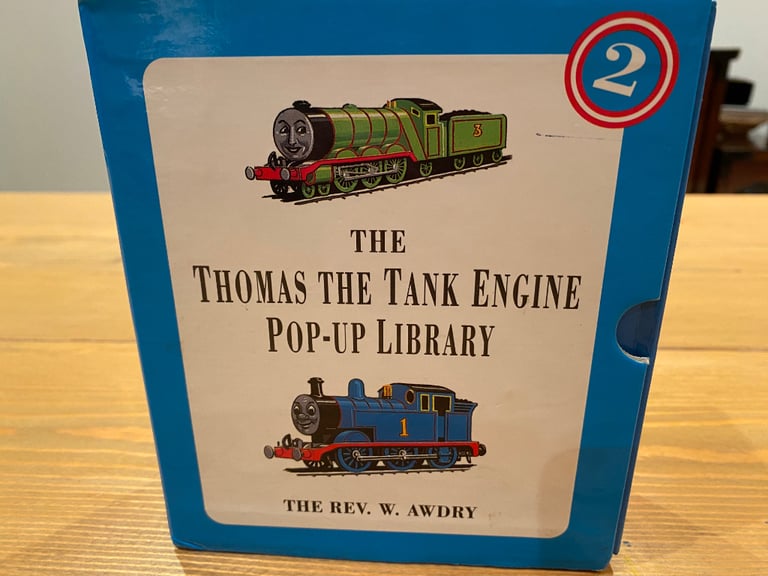 2
3
THE
THOMAS THE TANK ENGINE
POP-UP LIBRARY
1
THE REV. W. AWDRY